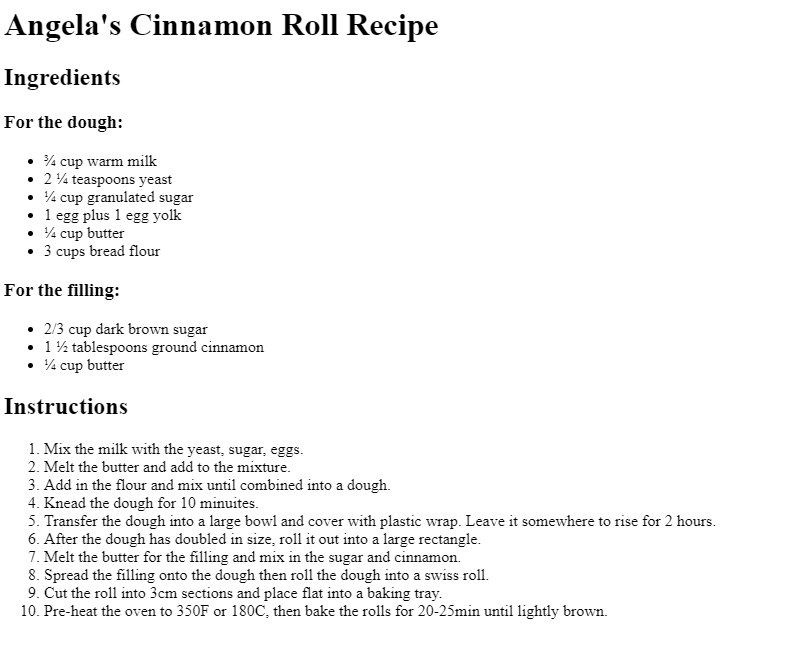 Angela's Cinnamon Roll Recipe
Ingredients
For the dough:
• ¾ cup warm milk
• 2 ¼ teaspoons yeast
• ¼ cup granulated sugar
• 1 egg plus 1 egg yolk
• ¼ cup butter
• 3 cups bread flour
For the filling:
• 2/3 cup dark brown sugar
• 1 ½ tablespoons ground cinnamon
• ¼ cup butter
Instructions
1. Mix the milk with the yeast, sugar, eggs.
2. Melt the butter and add to the mixture.
3. Add in the flour and mix until combined into a dough.
4. Knead the dough for 10 minuites.
5. Transfer the dough into a large bowl and cover with plastic wrap. Leave it somewhere to rise for 2 hours.
6. After the dough has doubled in size, roll it out into a large rectangle.
7. Melt the butter for the filling and mix in the sugar and cinnamon.
8. Spread the filling onto the dough then roll the dough into a swiss roll.
9. Cut the roll into 3cm sections and place flat into a baking tray.
10. Pre-heat the oven to 350F or 180C, then bake the rolls for 20-25min until lightly brown.